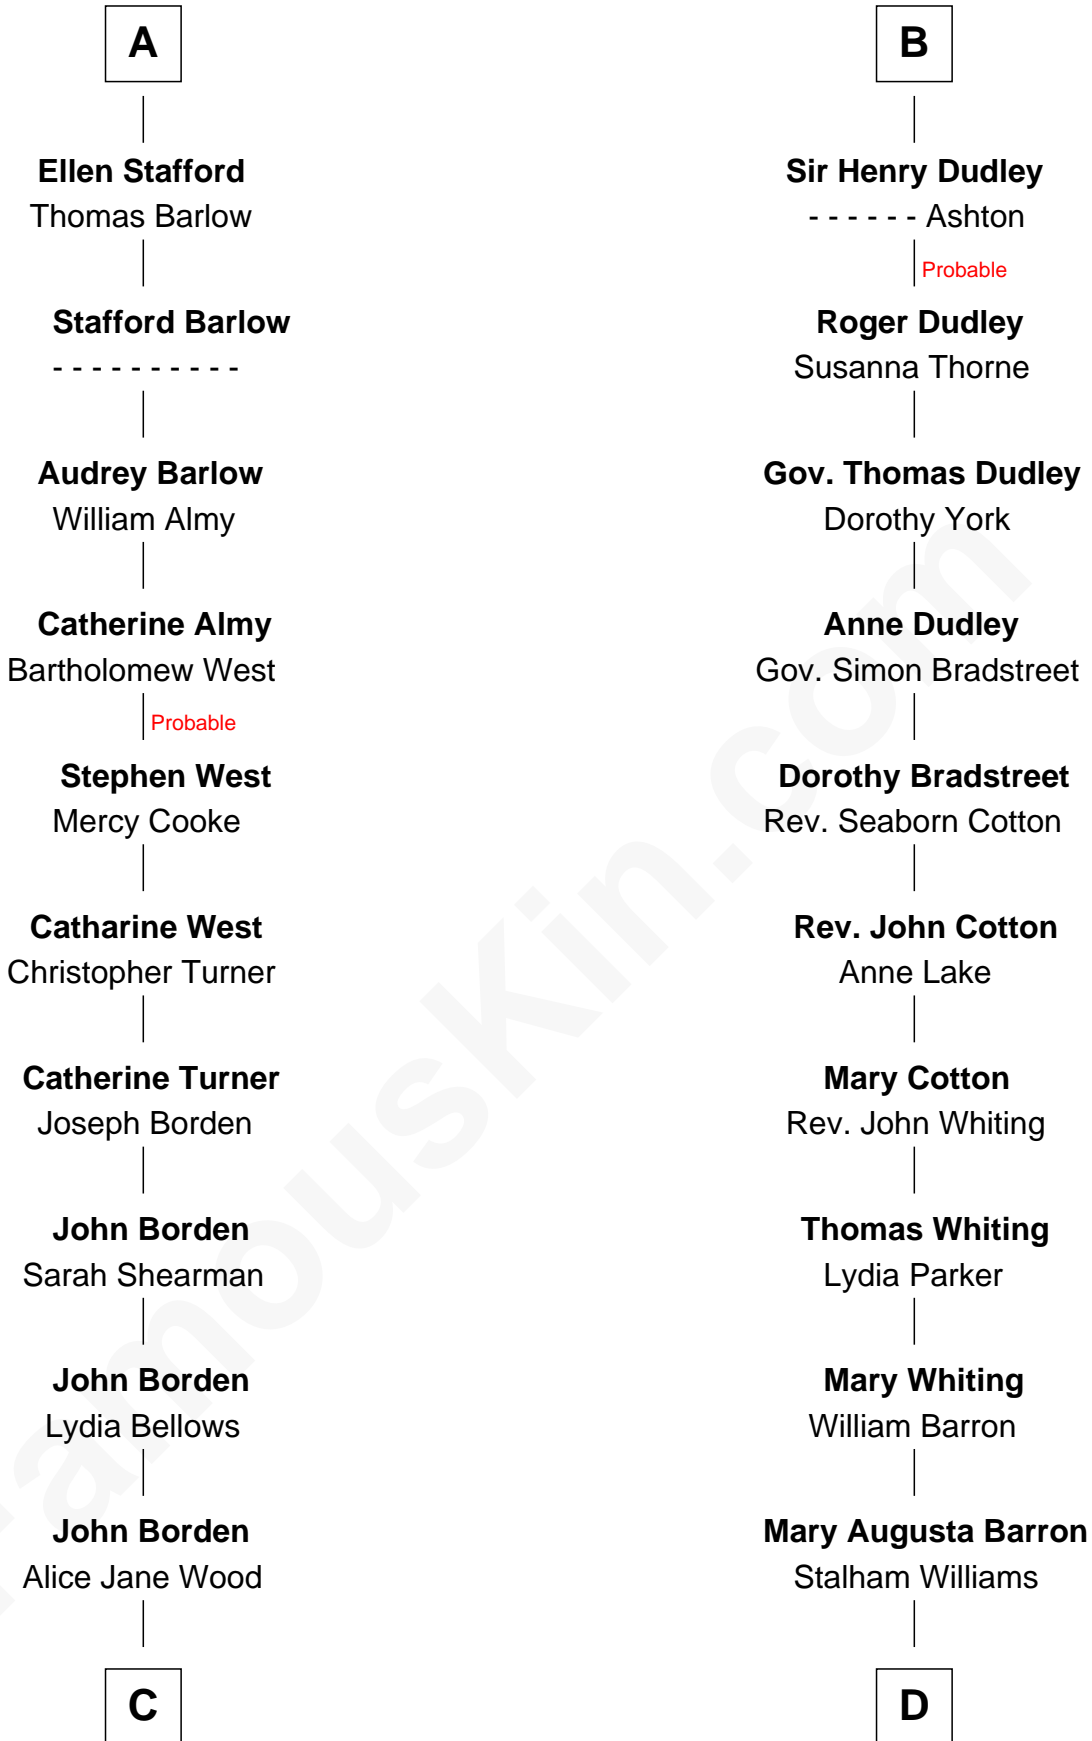 A
Ellen Stafford
Thomas Barlow
Stafford Barlow
- - - - - - - - - -
Audrey Barlow
William Almy
Catherine Almy
Bartholomew West
Probable
Stephen West
Mercy Cooke
Catharine West
Christopher Turner
Catherine Turner
Joseph Borden
John Borden
Sarah Shearman
John Borden
Lydia Bellows
John Borden
Alice Jane Wood
C
B
Sir Henry Dudley
- - - - - - Ashton
Probable
Roger Dudley
Susanna Thorne
Gov. Thomas Dudley
Dorothy York
Anne Dudley
Gov. Simon Bradstreet
Dorothy Bradstreet
Rev. Seaborn Cotton
Rev. John Cotton
Anne Lake
Mary Cotton
Rev. John Whiting
Thomas Whiting
Lydia Parker
Mary Whiting
William Barron
Mary Augusta Barron
Stalham Williams
D
FamousKin.com